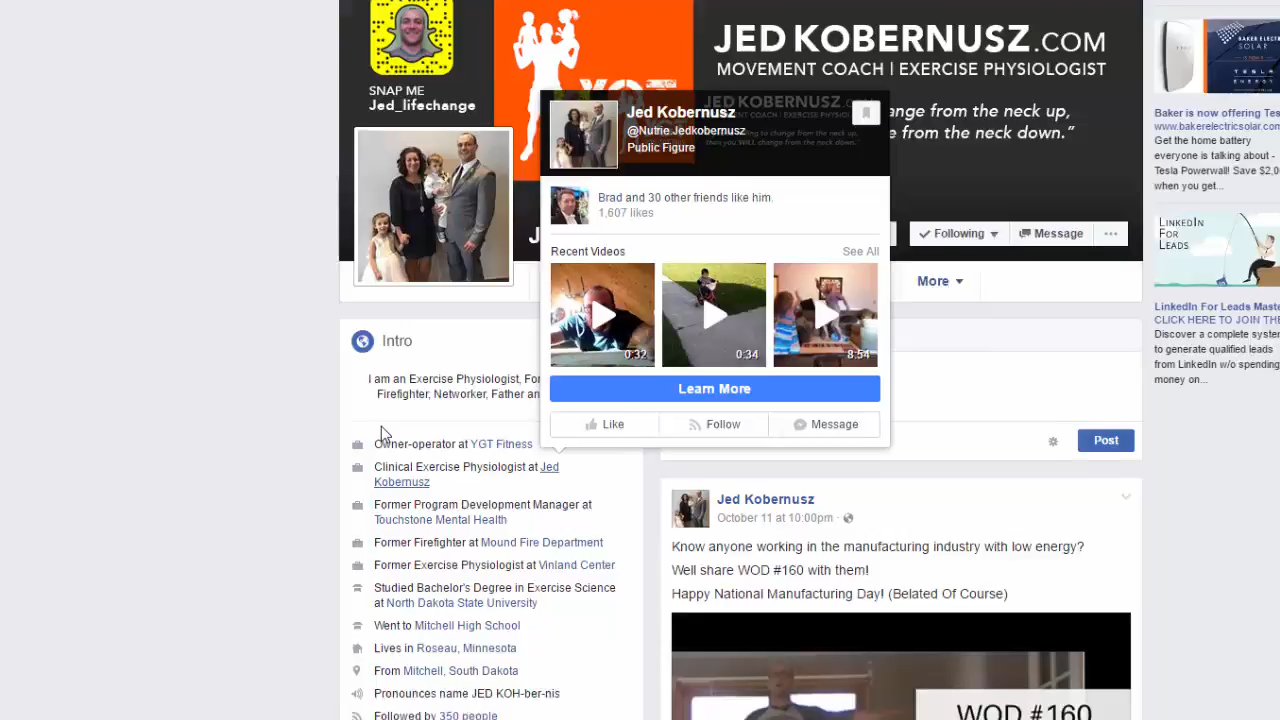 SNAP ME
Jed_lifechange
YGT
JED KOBERNUSZ.COM
MOVEMENT COACH | EXERCISE PHYSIOLOGIST
ange from the neck up,
e from the neck down.”
Jed Kobernusz
@Nutrie.Jedkobernusz
Public Figure
Brad and 30 other friends like him.
1,607 likes
Recent Videos
See All
0:32
0:34
8:54
Learn More
Like
Follow
Message
Following
Message
More
Intro
I am an Exercise Physiologist, For
Firefighter, Networker, Father an
Owner-operator at YGT Fitness
Clinical Exercise Physiologist at Jed
Kobernusz
Former Program Development Manager at
Touchstone Mental Health
Former Firefighter at Mound Fire Department
Former Exercise Physiologist at Vinland Center
Studied Bachelor's Degree in Exercise Science
at North Dakota State University
Went to Mitchell High School
Lives in Roseau, Minnesota
From Mitchell, South Dakota
Pronounces name JED KOH-ber-nis
Followed by 350 people
Post
Jed Kobernusz
October 11 at 10:00pm
Know anyone working in the manufacturing industry with low energy?
Well share WOD #160 with them!
Happy National Manufacturing Day! (Belated Of Course)
WOD #160
BAKER ELECTR
SOLAR
TESLA
Baker is now offering Tes
www.bakerelectricsolar.com
Get the home battery
everyone is talking about -
Tesla Powerwall! Save $2,0
when you get...
LINKEDIN
FOR
LEADS
LinkedIn For Leads Maste
CLICK HERE TO JOIN THE
Discover a complete system
to generate qualified leads
from LinkedIn w/o spending
money on...